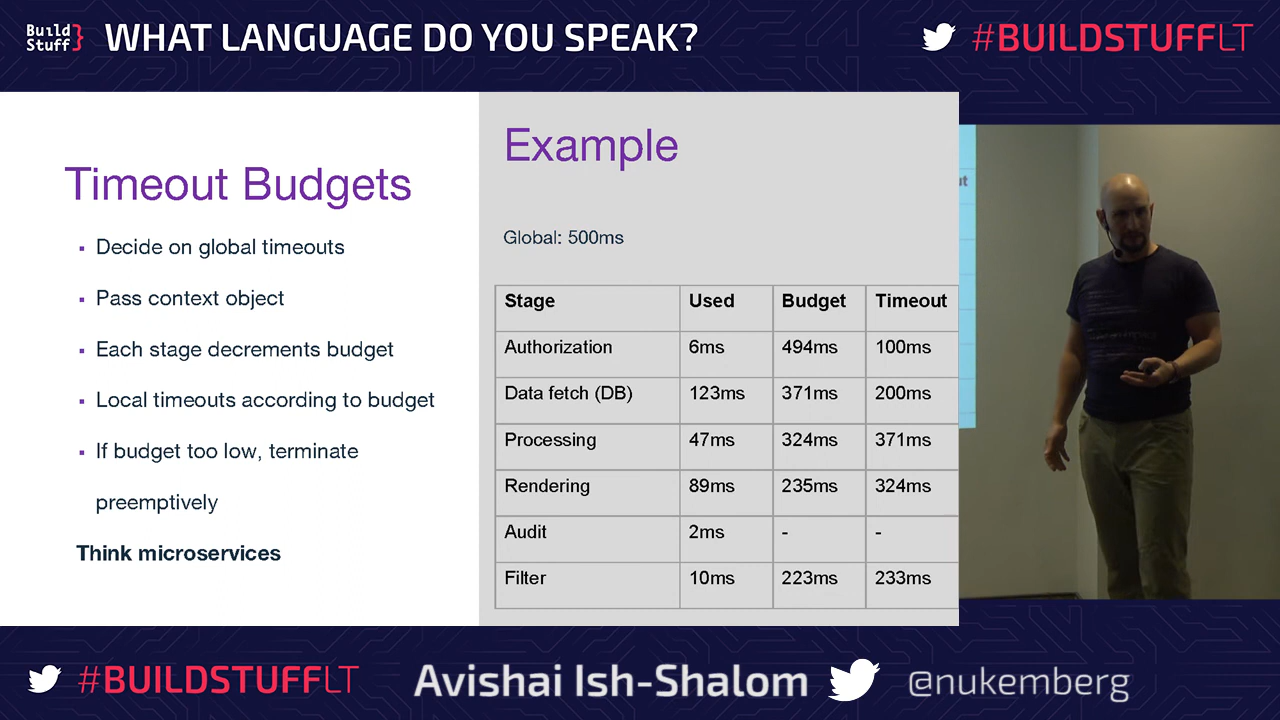 Build
Stuff} WHAT LANGUAGE DO YOU SPEAK?
#BUILDSTUFFLT
Timeout Budgets
▪ Decide on global timeouts
▪ Pass context object
▪ Each stage decrements budget
▪ Local timeouts according to budget
▪ If budget too low, terminate
preemptively
Think microservices
Example
Global: 500ms
Stage Used Budget Timeout
Authorization 6ms 494ms 100ms
Data fetch (DB) 123ms 371ms 200ms
Processing 47ms 324ms 371ms
Rendering 89ms 235ms 324ms
Audit 2ms - -
Filter 10ms 223ms 233ms
#BUILDSTUFFLT
Avishai Ish-Shalom
@nukemberg